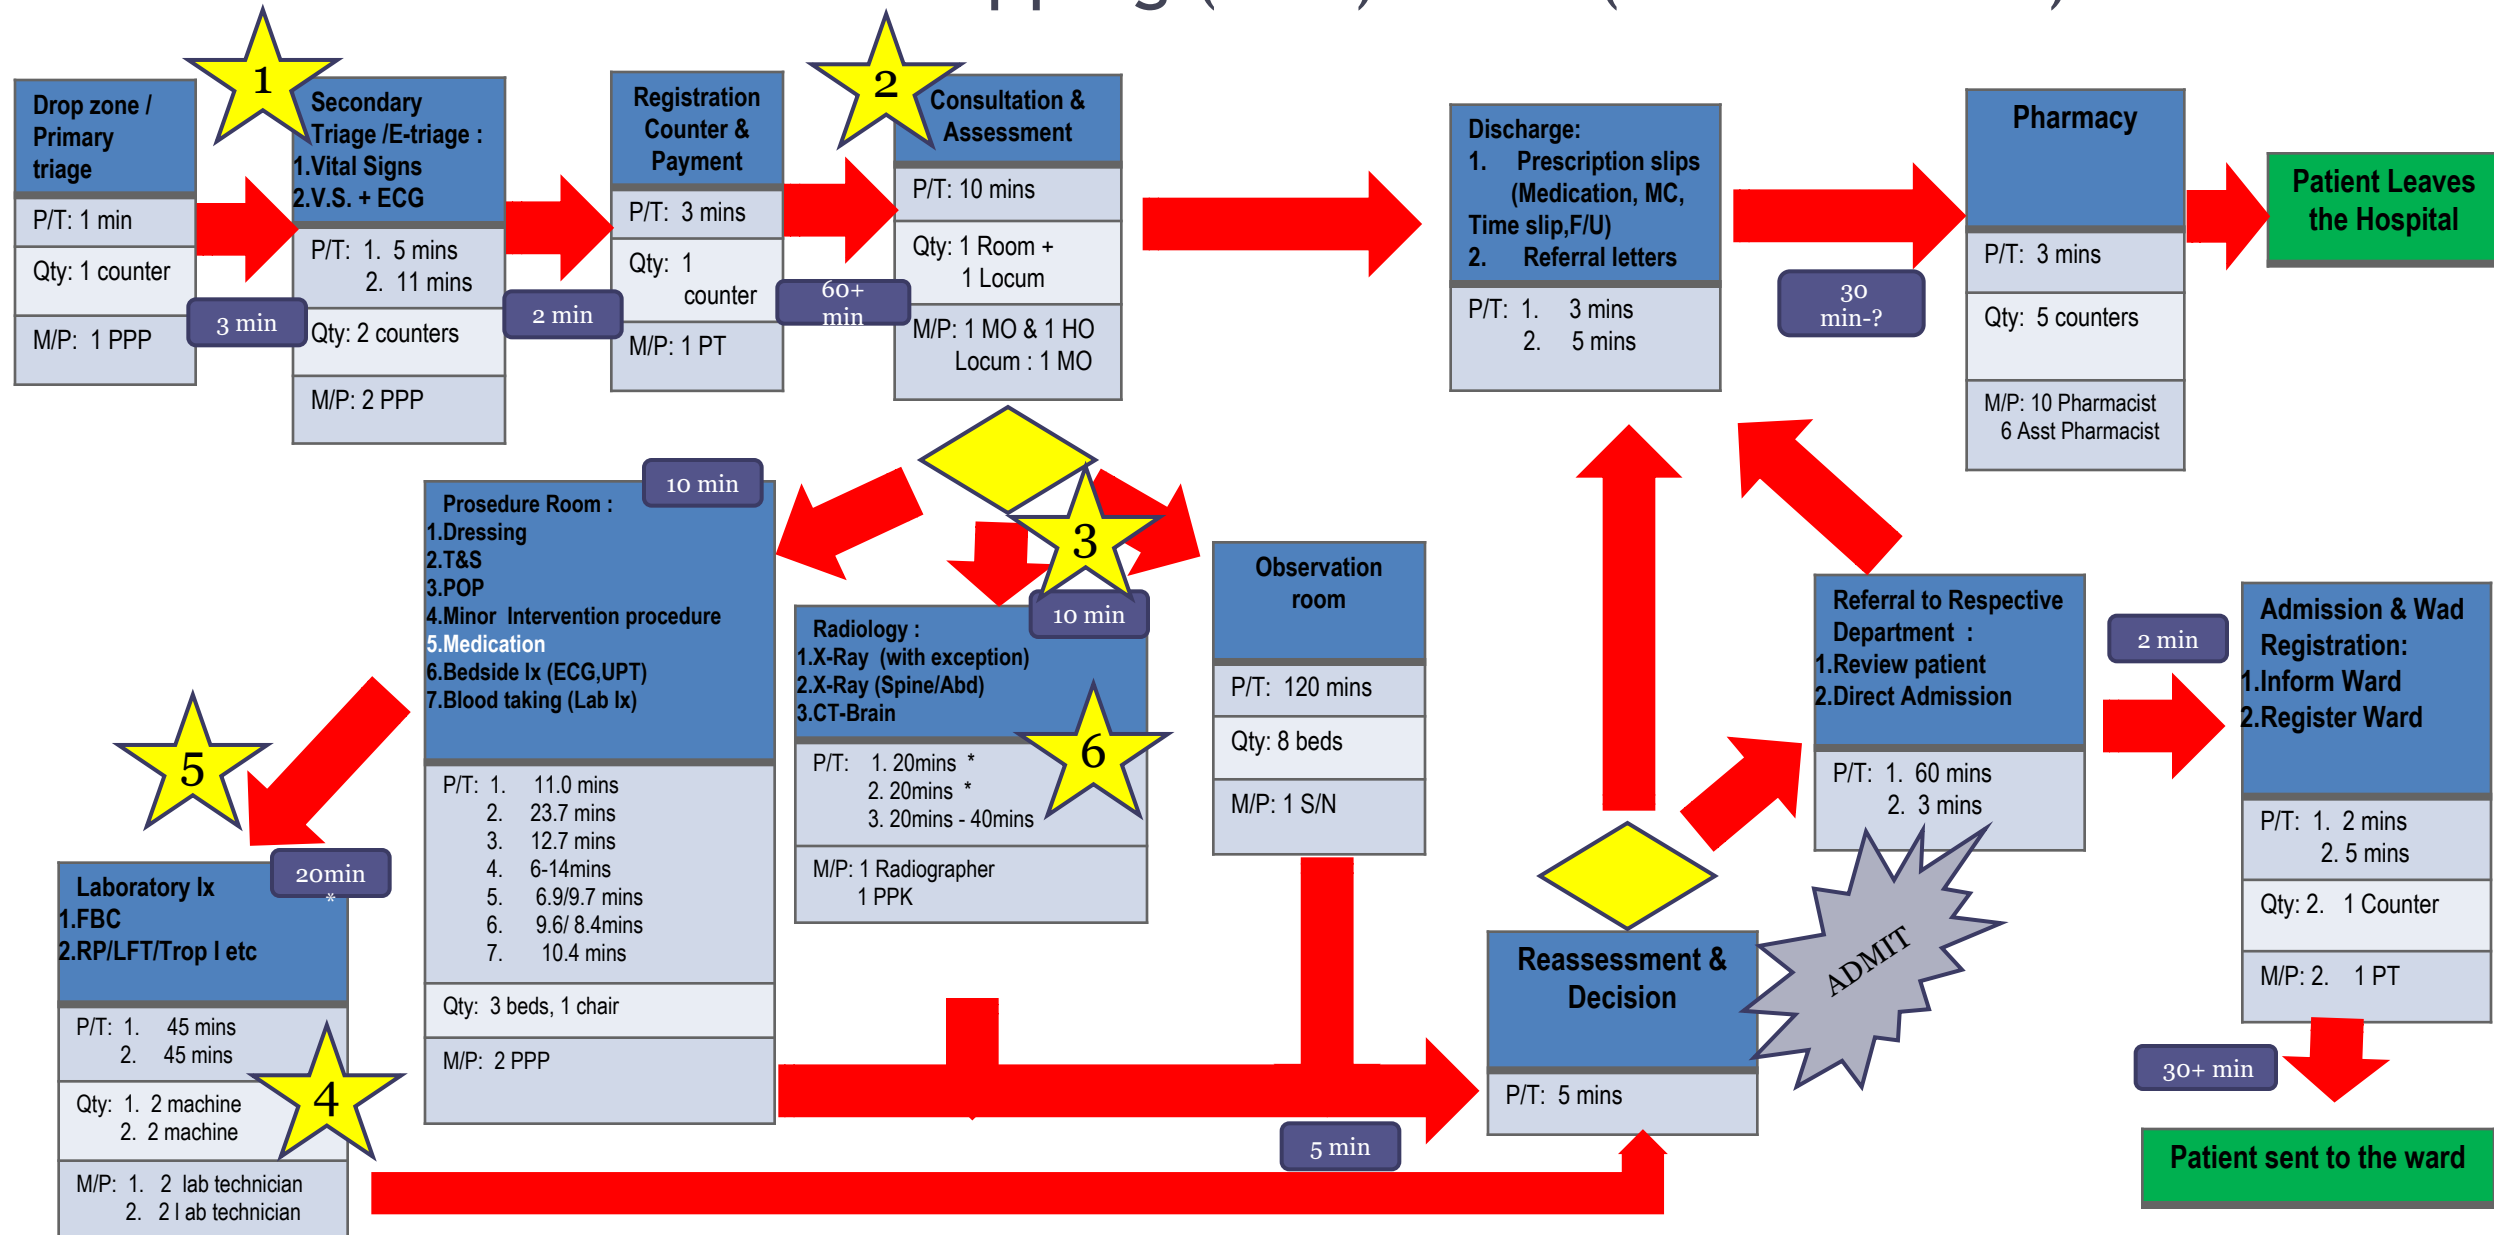 1
2
Drop zone /
Primary
triage
P/T: 1 min
Qty: 1 counter
M/P: 1 PPP
3 min
Secondary
Triage /E-triage :
1.Vital Signs
2.V.S. + ECG
P/T: 1. 5 mins
2. 11 mins
Qty: 2 counters
M/P: 2 PPP
2 min
Registration
Counter &
Payment
P/T: 3 mins
Qty: 1
counter
M/P: 1 PT
60+
min
Consultation &
Assessment
P/T: 10 mins
Qty: 1 Room +
1 Locum
M/P: 1 MO & 1 HO
Locum : 1 MO
Discharge:
1. Prescription slips
(Medication, MC,
Time slip,F/U)
2. Referral letters
P/T: 1. 3 mins
2. 5 mins
30
min-?
Pharmacy
P/T: 3 mins
Qty: 5 counters
M/P: 10 Pharmacist
6 Asst Pharmacist
Patient Leaves
the Hospital
10 min
Prosedure Room :
1.Dressing
2.T&S
3.POP
4.Minor Intervention procedure
5.Medication
6.Bedside Ix (ECG,UPT)
7.Blood taking (Lab Ix)
P/T: 1. 11.0 mins
2. 23.7 mins
3. 12.7 mins
4. 6-14mins
5. 6.9/9.7 mins
6. 9.6/ 8.4mins
7. 10.4 mins
Qty: 3 beds, 1 chair
M/P: 2 PPP
3
10 min
Radiology :
1.X-Ray (with exception)
2.X-Ray (Spine/Abd)
3.CT-Brain
6
P/T: 1. 20mins *
2. 20mins *
3. 20mins - 40mins
M/P: 1 Radiographer
1 PPK
Observation
room
P/T: 120 mins
Qty: 8 beds
M/P: 1 S/N
5
20min
*
Laboratory Ix
1.FBC
2.RP/LFT/Trop I etc
P/T: 1. 45 mins
2. 45 mins
4
Qty: 1. 2 machine
2. 2 machine
M/P: 1. 2 lab technician
2. 2 l ab technician
5 min
Reassessment &
Decision
P/T: 5 mins
ADMIT
Referral to Respective
Department :
1.Review patient
2.Direct Admission
P/T: 1. 60 mins
2. 3 mins
2 min
Admission & Wad
Registration:
1.Inform Ward
2.Register Ward
P/T: 1. 2 mins
2. 5 mins
Qty: 2. 1 Counter
M/P: 2. 1 PT
30+ min
Patient sent to the ward